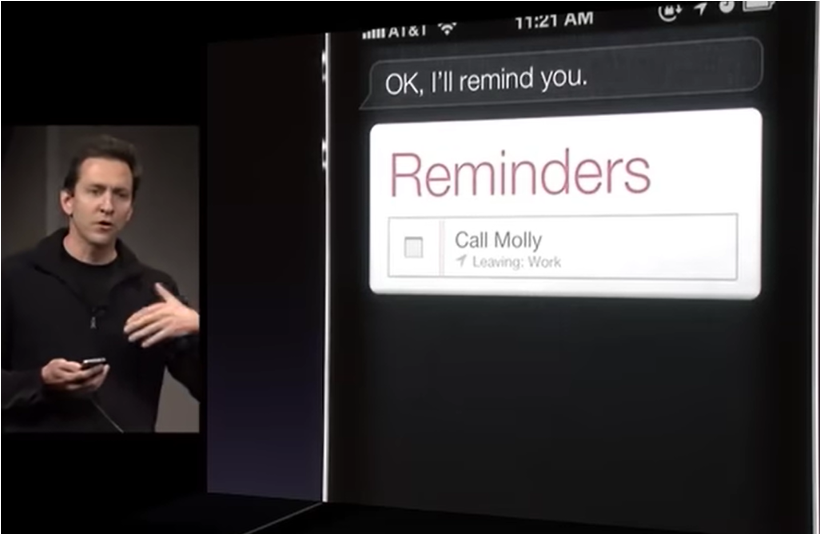 AT&T 11:21 AM
OK, I'll remind you.
Reminders
Call Molly
Leaving: Work